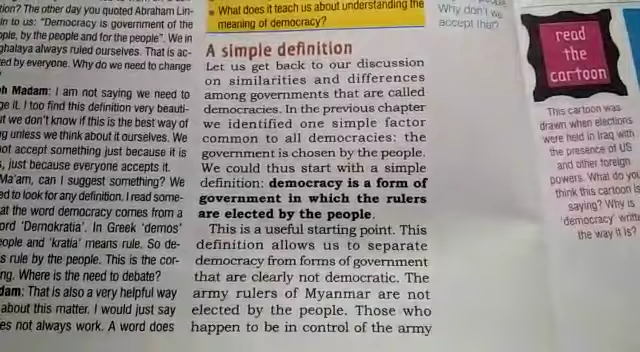 tion? The other day you quoted Abraham Lin-
ln to us: "Democracy is government of the
ople, by the people and for the people". We in
ghalaya always ruled ourselves. That is ac-
ed by everyone. Why do we need to change
Madam: I am not saying we need to
ge it. I too find this definition very beauti-
t we don't know if this is the best way of
g unless we think about it ourselves. We
ot accept something just because it is
, just because everyone accepts it.
Ma'am, can I suggest something? We
ed to look for any definition. I read some-
at the word democracy comes from a
ord 'Demokratia'. In Greek 'demos'
eople and 'kratia' means rule. So de-
s rule by the people. This is the cor-
ng. Where is the need to debate?
dam: That is also a very helpful way
about this matter. I would just say
es not always work. A word does
What does it teach us about understanding the
meaning of democracy?
A simple definition
Let us get back to our discussion
on similarities and differences
among governments that are called
democracies. In the previous chapter
we identified one simple factor
common to all democracies: the
government is chosen by the people.
We could thus start with a simple
definition: democracy is a form of
government in which the rulers
are elected by the people.
This is a useful starting point. This
definition allows us to separate
democracy from forms of government
that are clearly not democratic. The
army rulers of Myanmar are not
elected by the people. Those who
happen to be in control of the army
Why don't we
accept that?
read
the
cartoon
This cartoon was
drawn when elections
were held in Iraq with
the presence of US
and other foreign
powers. What do you
think this cartoon is
saying? Why is
'democracy' writt
the way it is?